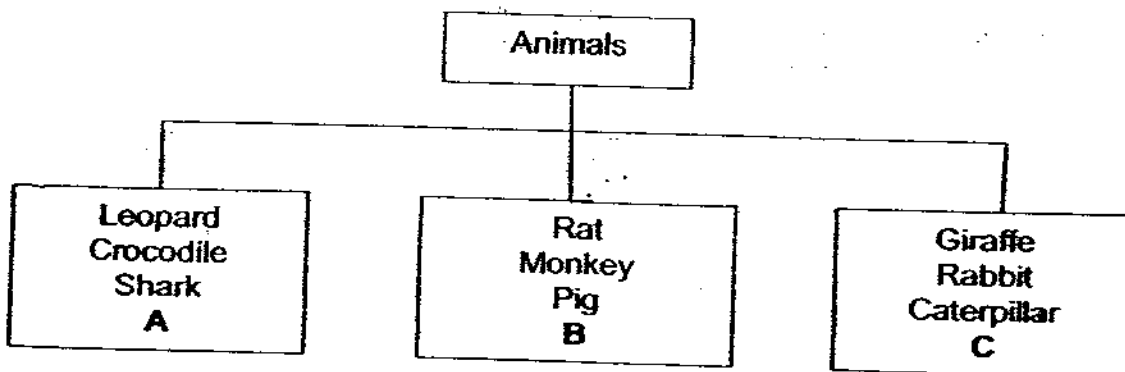 Animals
Leopard
Crocodile
Shark
A
Rat
Monkey
Pig
B
Giraffe
Rabbit
Caterpillar
C